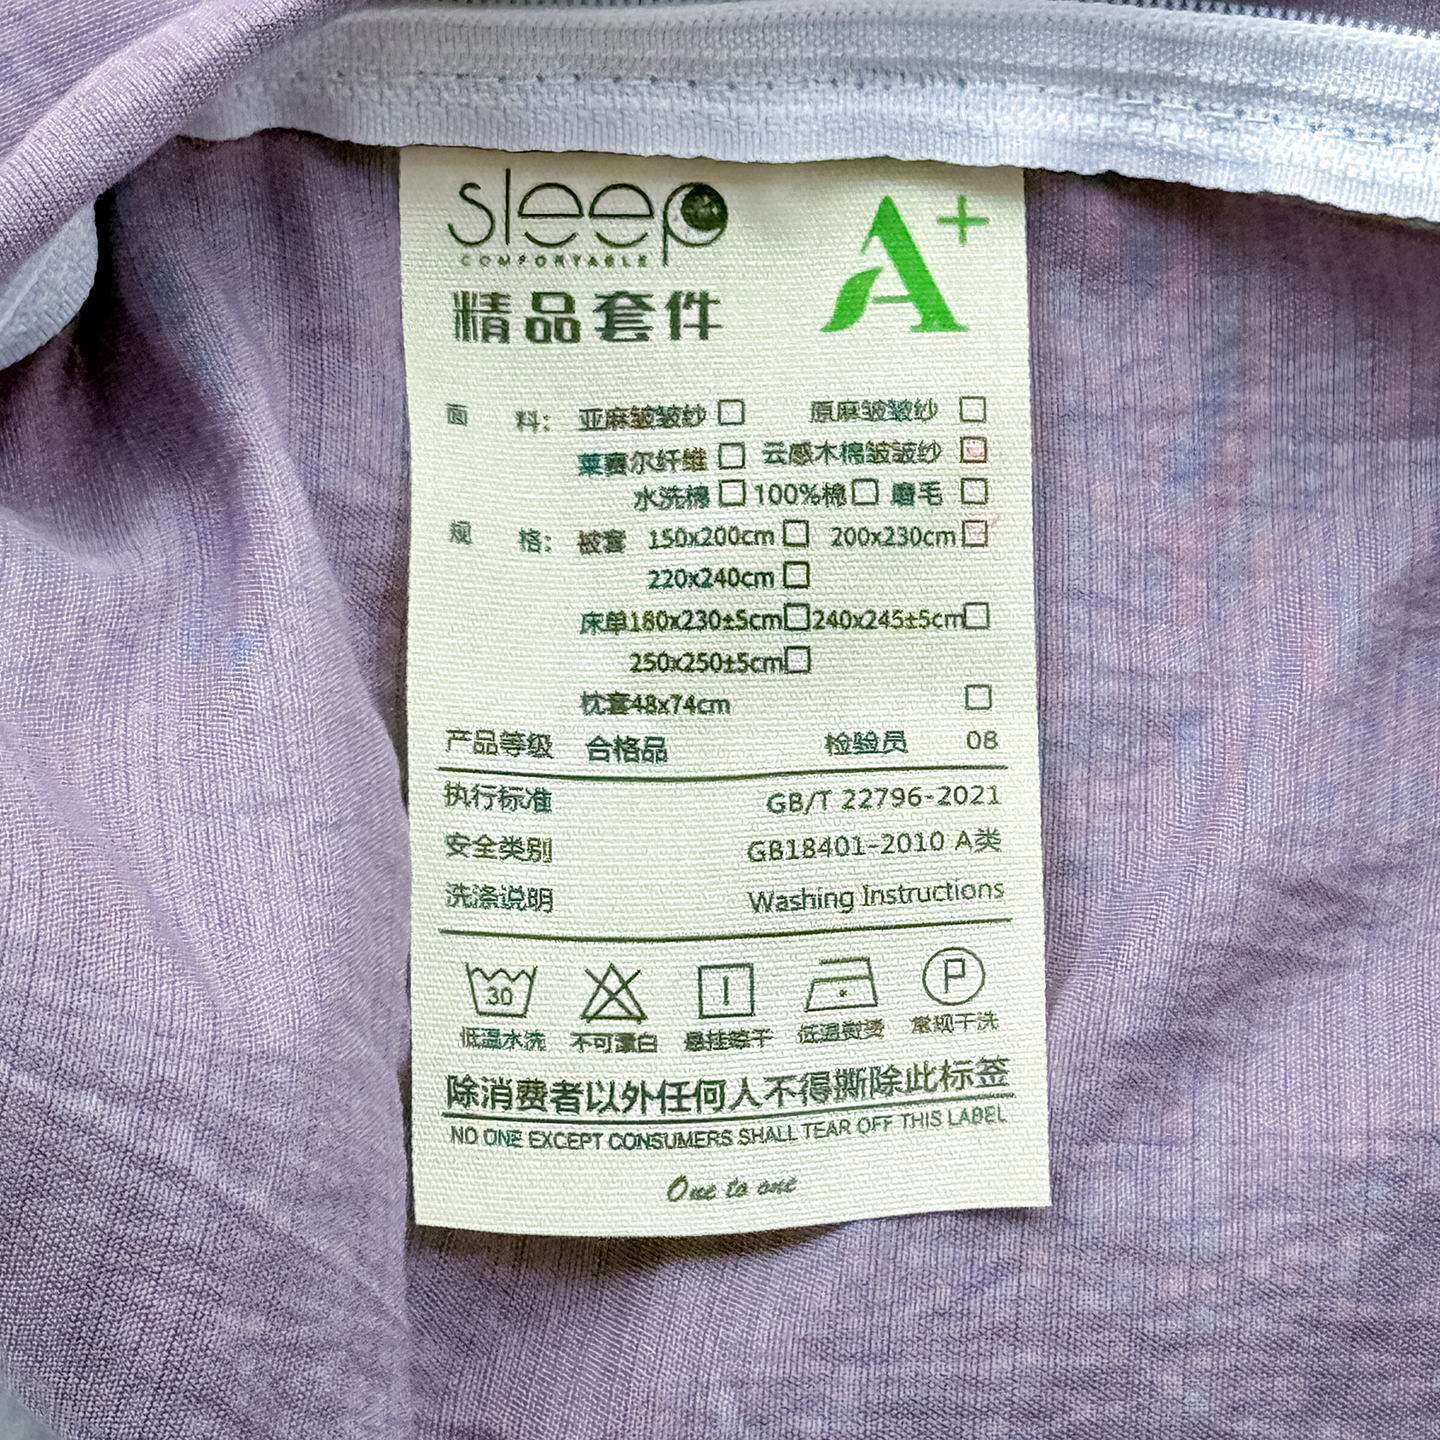 sleep
COMFORTABLE
A+
精品套件
面 料: 亚麻皱皱纱 □ 原麻皱皱纱 □
莱赛尔纤维 □ 云感木棉皱皱纱 ☑
水洗棉 □ 100%棉 □ 磨毛 □
规 格: 被套 150x200cm □ 200x230cm ☑
220x240cm □
床单180x230±5cm □ 240x245±5cm □
250x250±5cm □
枕套48x74cm □
产品等级 合格品 检验员 08
执行标准 GB/T 22796-2021
安全类别 GB18401-2010 A类
洗涤说明 Washing Instructions
30 P
低温水洗 不可漂白 悬挂晾干 低温熨烫 常规干洗
除消费者以外任何人不得撕除此标签
NO ONE EXCEPT CONSUMERS SHALL TEAR OFF THIS LABEL
One to one